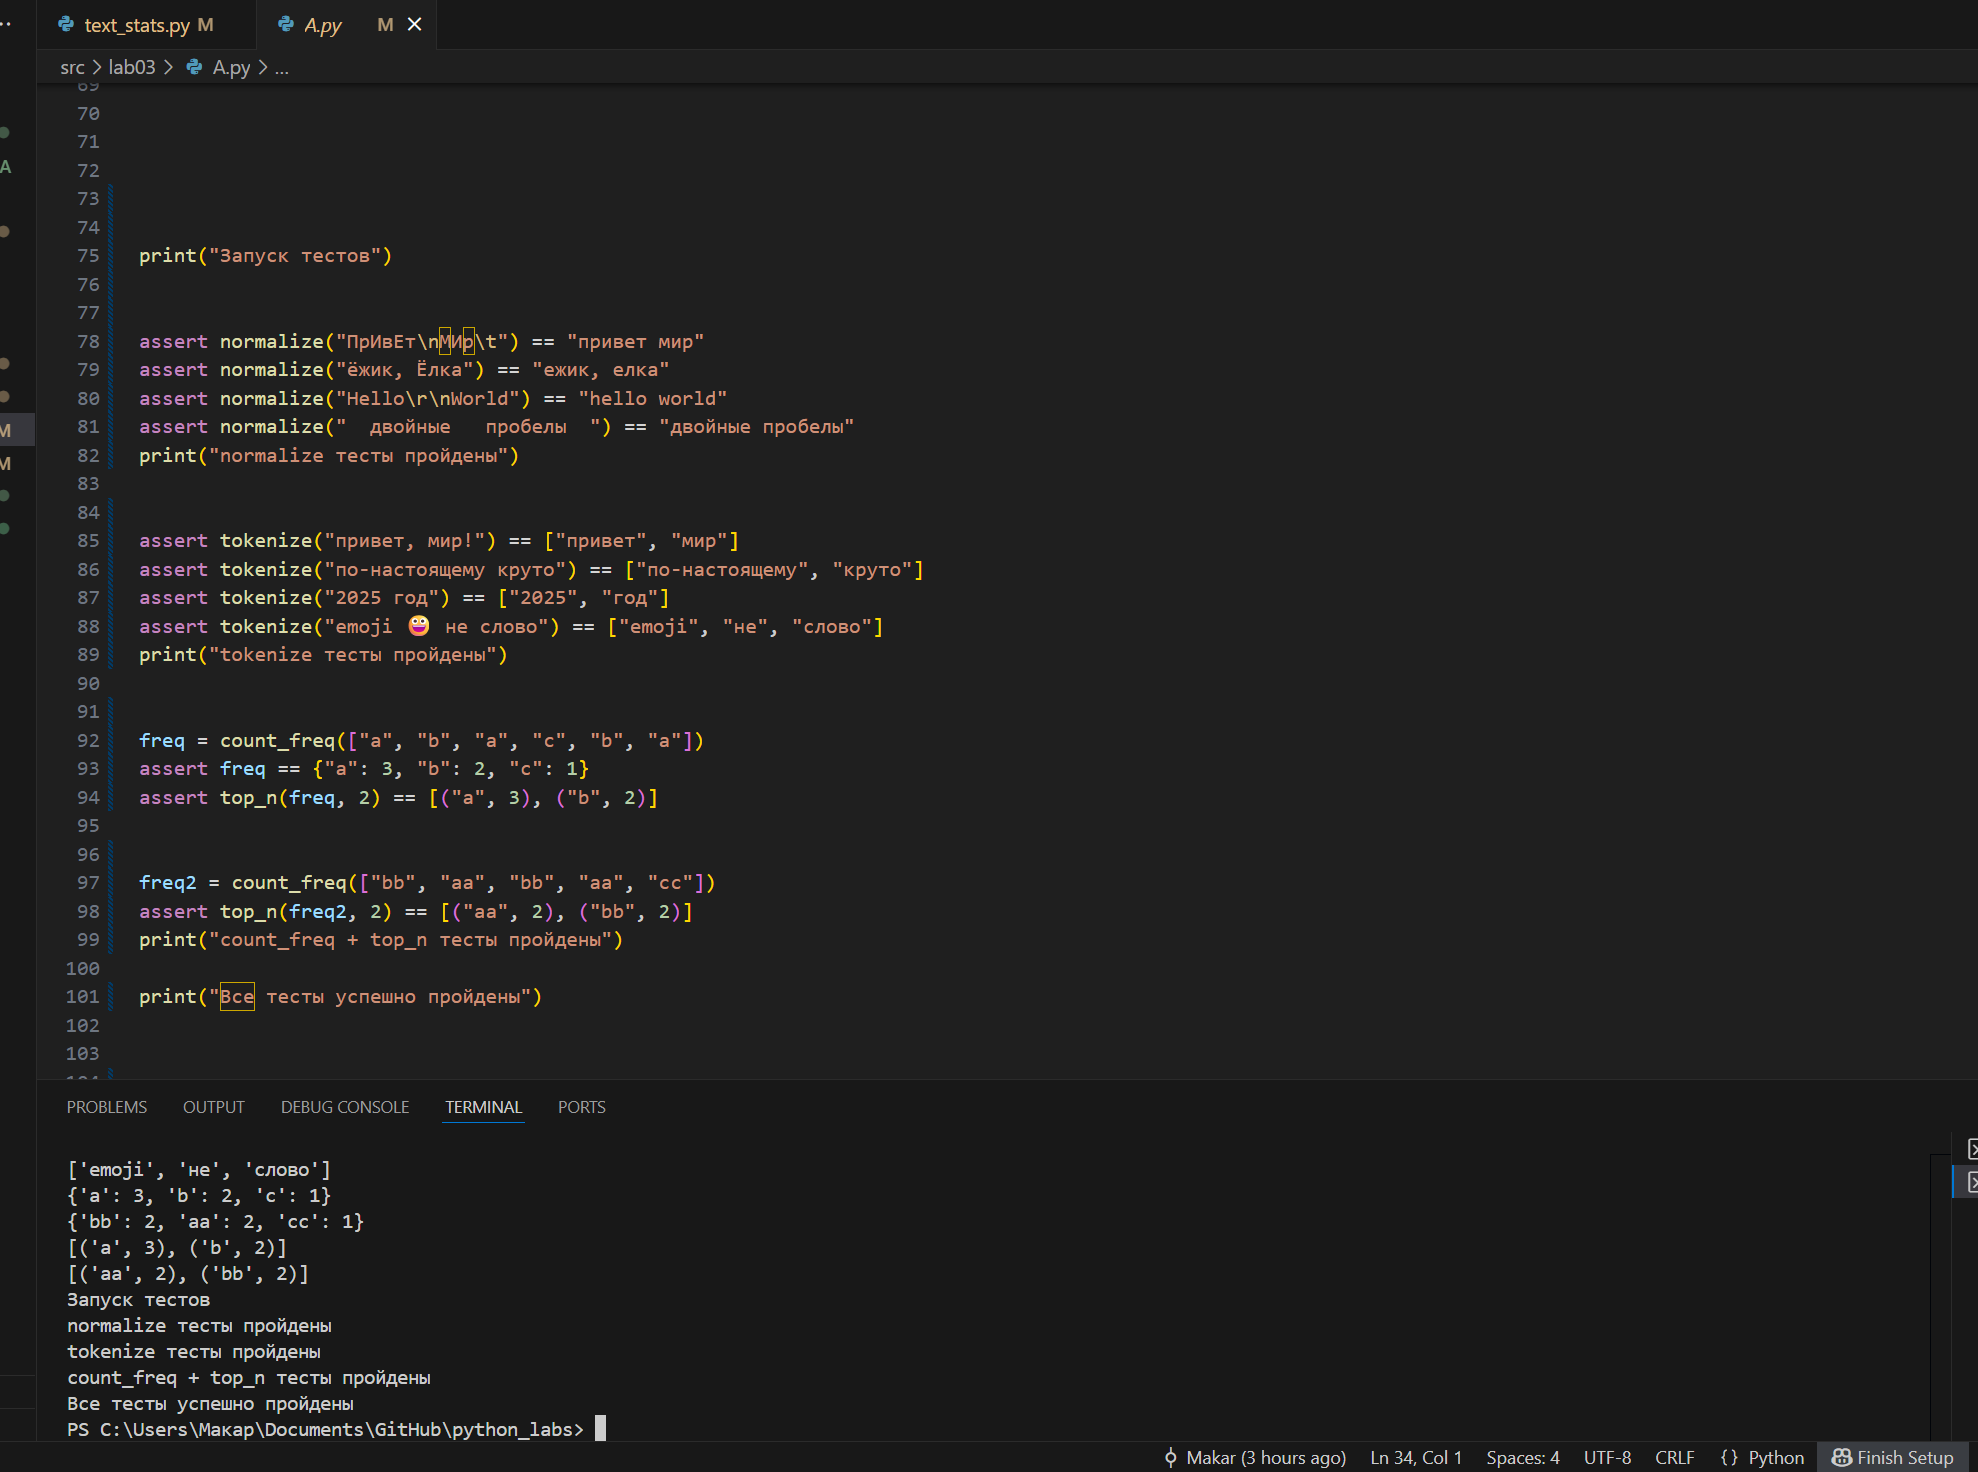 text_stats.py M
A.py M
src > lab03 > A.py > ...
69
70
71
72
73
74
75 print("Запуск тестов")
76
77
78 assert normalize("ПрИвЕт\nМИр\t") == "привет мир"
79 assert normalize("ёжик, Ёлка") == "ежик, елка"
80 assert normalize("Hello\r\nWorld") == "hello world"
81 assert normalize("  двойные   пробелы  ") == "двойные пробелы"
82 print("normalize тесты пройдены")
83
84
85 assert tokenize("привет, мир!") == ["привет", "мир"]
86 assert tokenize("по-настоящему круто") == ["по-настоящему", "круто"]
87 assert tokenize("2025 год") == ["2025", "год"]
88 assert tokenize("emoji 😀 не слово") == ["emoji", "не", "слово"]
89 print("tokenize тесты пройдены")
90
91
92 freq = count_freq(["a", "b", "a", "c", "b", "a"])
93 assert freq == {"a": 3, "b": 2, "c": 1}
94 assert top_n(freq, 2) == [("a", 3), ("b", 2)]
95
96
97 freq2 = count_freq(["bb", "aa", "bb", "aa", "cc"])
98 assert top_n(freq2, 2) == [("aa", 2), ("bb", 2)]
99 print("count_freq + top_n тесты пройдены")
100
101 print("Все тесты успешно пройдены")
102
103
A
M
M
PROBLEMS OUTPUT DEBUG CONSOLE TERMINAL PORTS
['emoji', 'не', 'слово']
{'a': 3, 'b': 2, 'c': 1}
{'bb': 2, 'aa': 2, 'cc': 1}
[('a', 3), ('b', 2)]
[('aa', 2), ('bb', 2)]
Запуск тестов
normalize тесты пройдены
tokenize тесты пройдены
count_freq + top_n тесты пройдены
Все тесты успешно пройдены
PS C:\Users\Макар\Documents\GitHub\python_labs>
Makar (3 hours ago) Ln 34, Col 1 Spaces: 4 UTF-8 CRLF {} Python Finish Setup